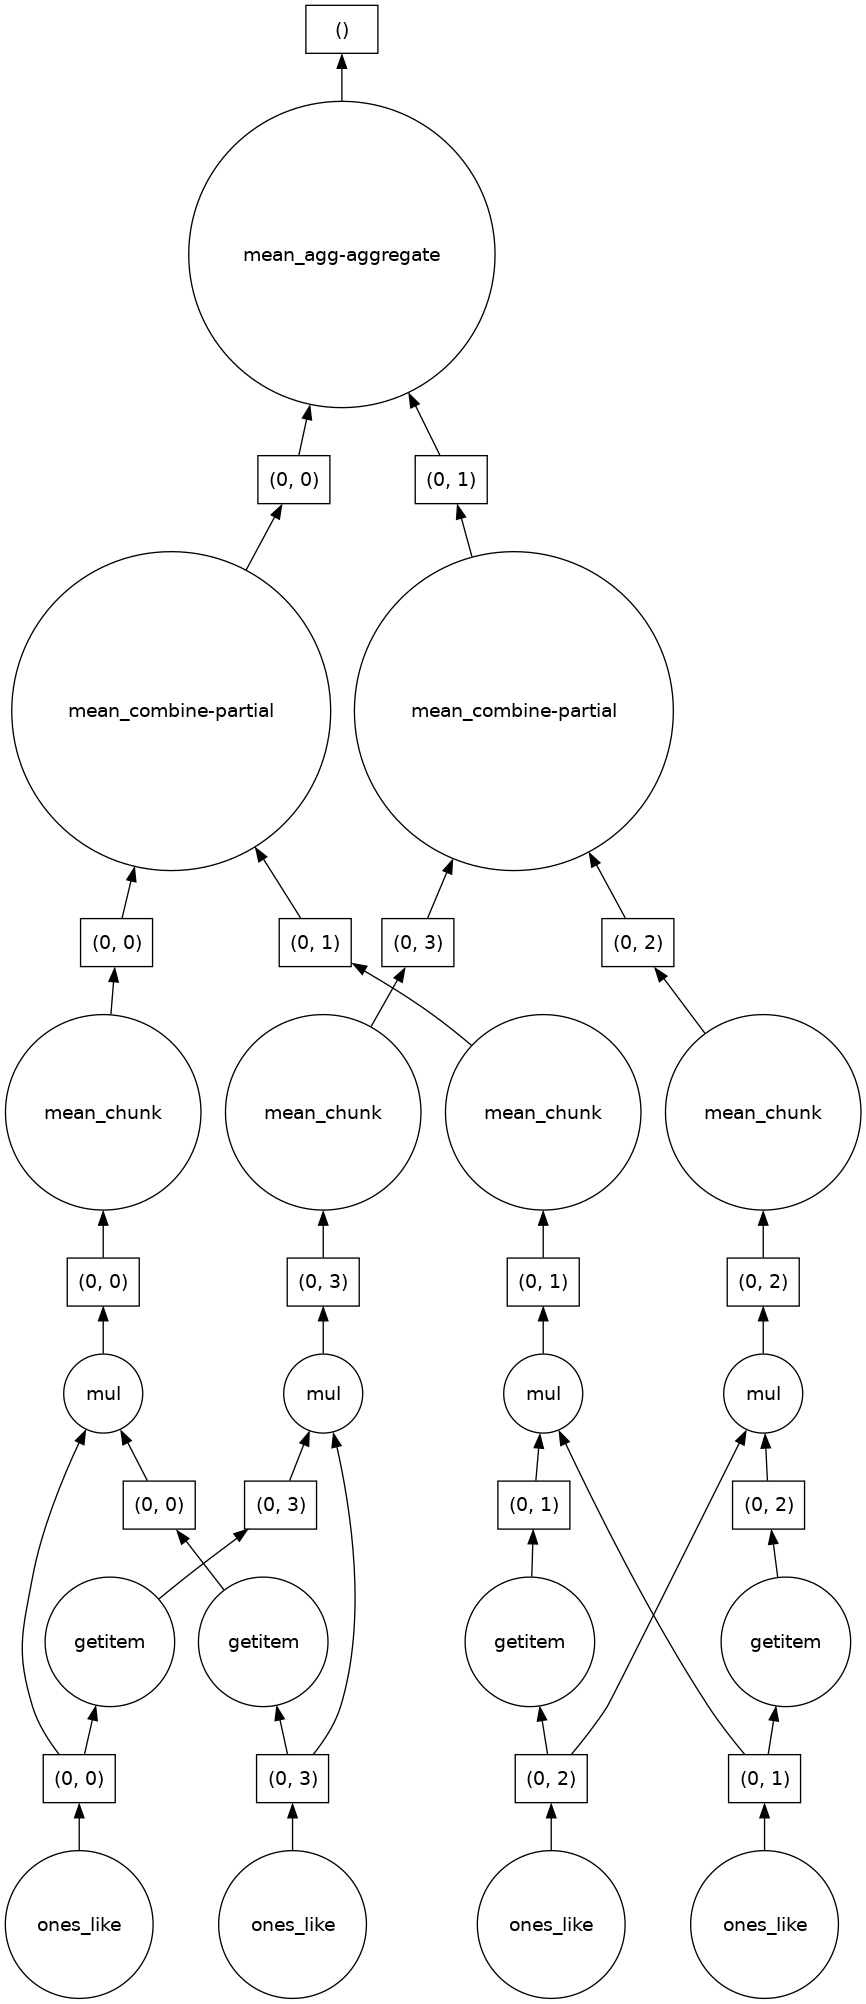 ()
mean_agg-aggregate
(0, 0)
(0, 1)
mean_combine-partial
mean_combine-partial
(0, 0)
(0, 1)
(0, 3)
(0, 2)
mean_chunk
mean_chunk
mean_chunk
mean_chunk
(0, 0)
(0, 3)
(0, 1)
(0, 2)
mul
mul
mul
mul
(0, 0)
(0, 3)
(0, 1)
(0, 2)
getitem
getitem
getitem
getitem
(0, 0)
(0, 3)
(0, 2)
(0, 1)
ones_like
ones_like
ones_like
ones_like